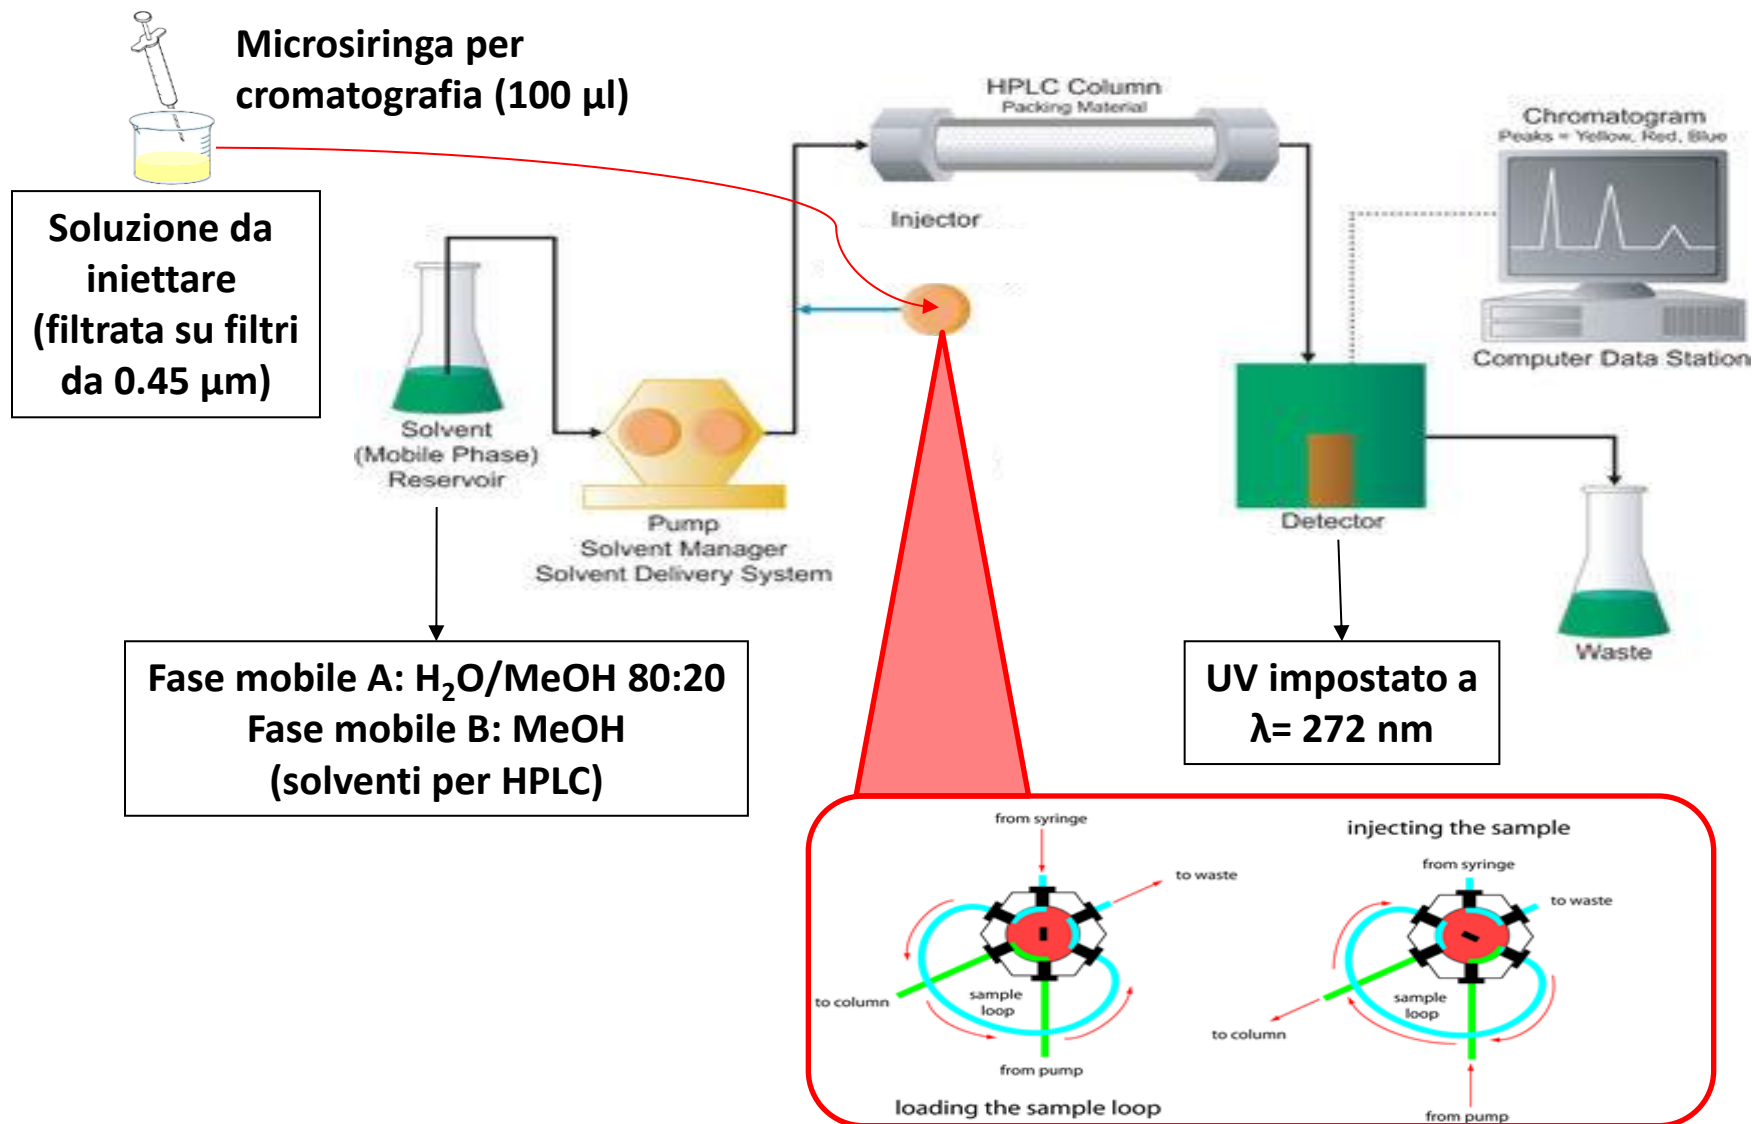 Microsiringa per
cromatografia (100 µl)
Soluzione da
iniettare
(filtrata su filtri
da 0.45 µm)
HPLC Column
Packing Material
Chromatogram
Peaks = Yellow, Red, Blue
Injector
Computer Data Station
Solvent
(Mobile Phase)
Reservoir
Pump
Solvent Manager
Solvent Delivery System
Detector
Waste
Fase mobile A: H₂O/MeOH 80:20
Fase mobile B: MeOH
(solventi per HPLC)
UV impostato a
λ= 272 nm
from syringe
to waste
to column
sample
loop
from pump
loading the sample loop
injecting the sample
from syringe
to waste
sample
loop
to column
from pump